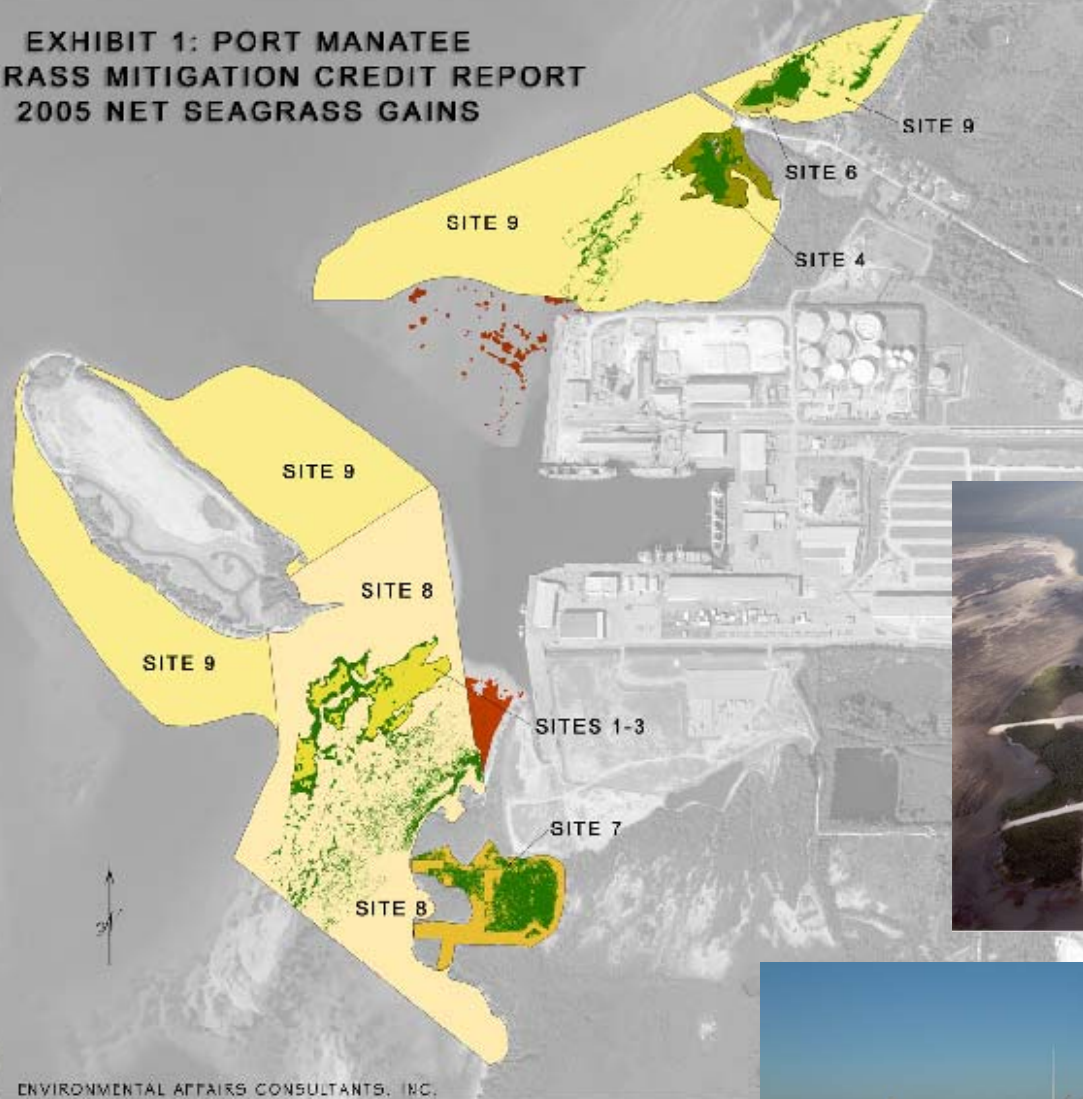 EXHIBIT 1: PORT MANATEE
RASS MITIGATION CREDIT REPORT
2005 NET SEAGRASS GAINS
SITE 9
SITE 6
SITE 9
SITE 4
SITE 9
SITE 8
SITE 9
SITES 1-3
SITE 7
SITE 8
ENVIRONMENTAL AFFAIRS CONSULTANTS, INC.